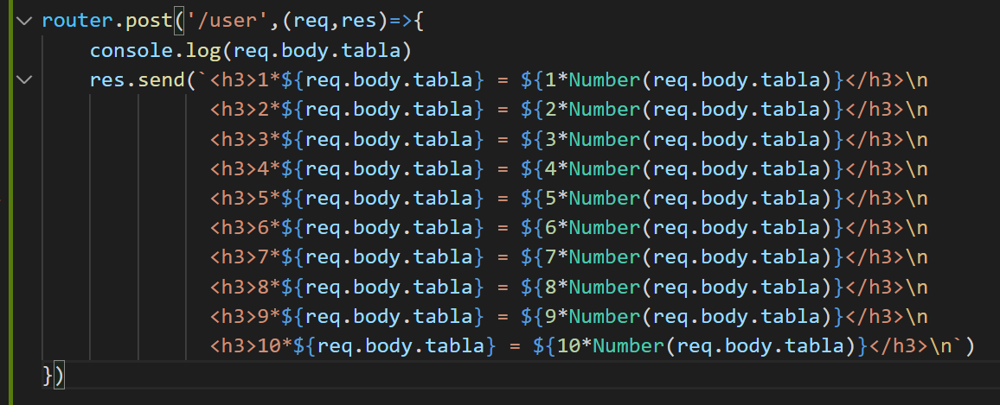 router.post('/user',(req,res)=>{
    console.log(req.body.tabla)
    res.send(`<h3>1*${req.body.tabla} = ${1*Number(req.body.tabla)}</h3>\n
              <h3>2*${req.body.tabla} = ${2*Number(req.body.tabla)}</h3>\n
              <h3>3*${req.body.tabla} = ${3*Number(req.body.tabla)}</h3>\n
              <h3>4*${req.body.tabla} = ${4*Number(req.body.tabla)}</h3>\n
              <h3>5*${req.body.tabla} = ${5*Number(req.body.tabla)}</h3>\n
              <h3>6*${req.body.tabla} = ${6*Number(req.body.tabla)}</h3>\n
              <h3>7*${req.body.tabla} = ${7*Number(req.body.tabla)}</h3>\n
              <h3>8*${req.body.tabla} = ${8*Number(req.body.tabla)}</h3>\n
              <h3>9*${req.body.tabla} = ${9*Number(req.body.tabla)}</h3>\n
              <h3>10*${req.body.tabla} = ${10*Number(req.body.tabla)}</h3>\n`)
})